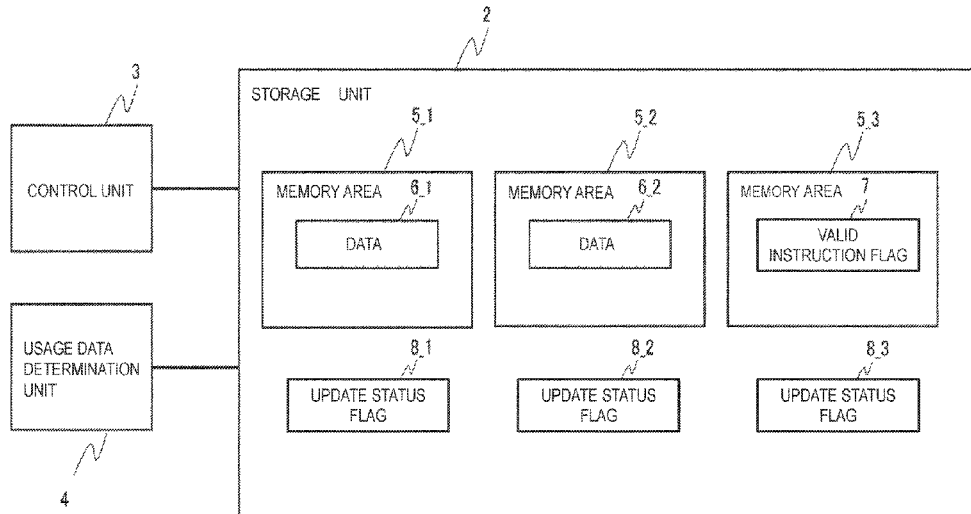 2
3
STORAGE UNIT
5_1
5_2
5_3
CONTROL UNIT
MEMORY AREA
MEMORY AREA
MEMORY AREA
6_1
6_2
7
DATA
DATA
VALID
INSTRUCTION FLAG
USAGE DATA
DETERMINATION
UNIT
8_1
8_2
8_3
UPDATE STATUS
FLAG
UPDATE STATUS
FLAG
UPDATE STATUS
FLAG
4